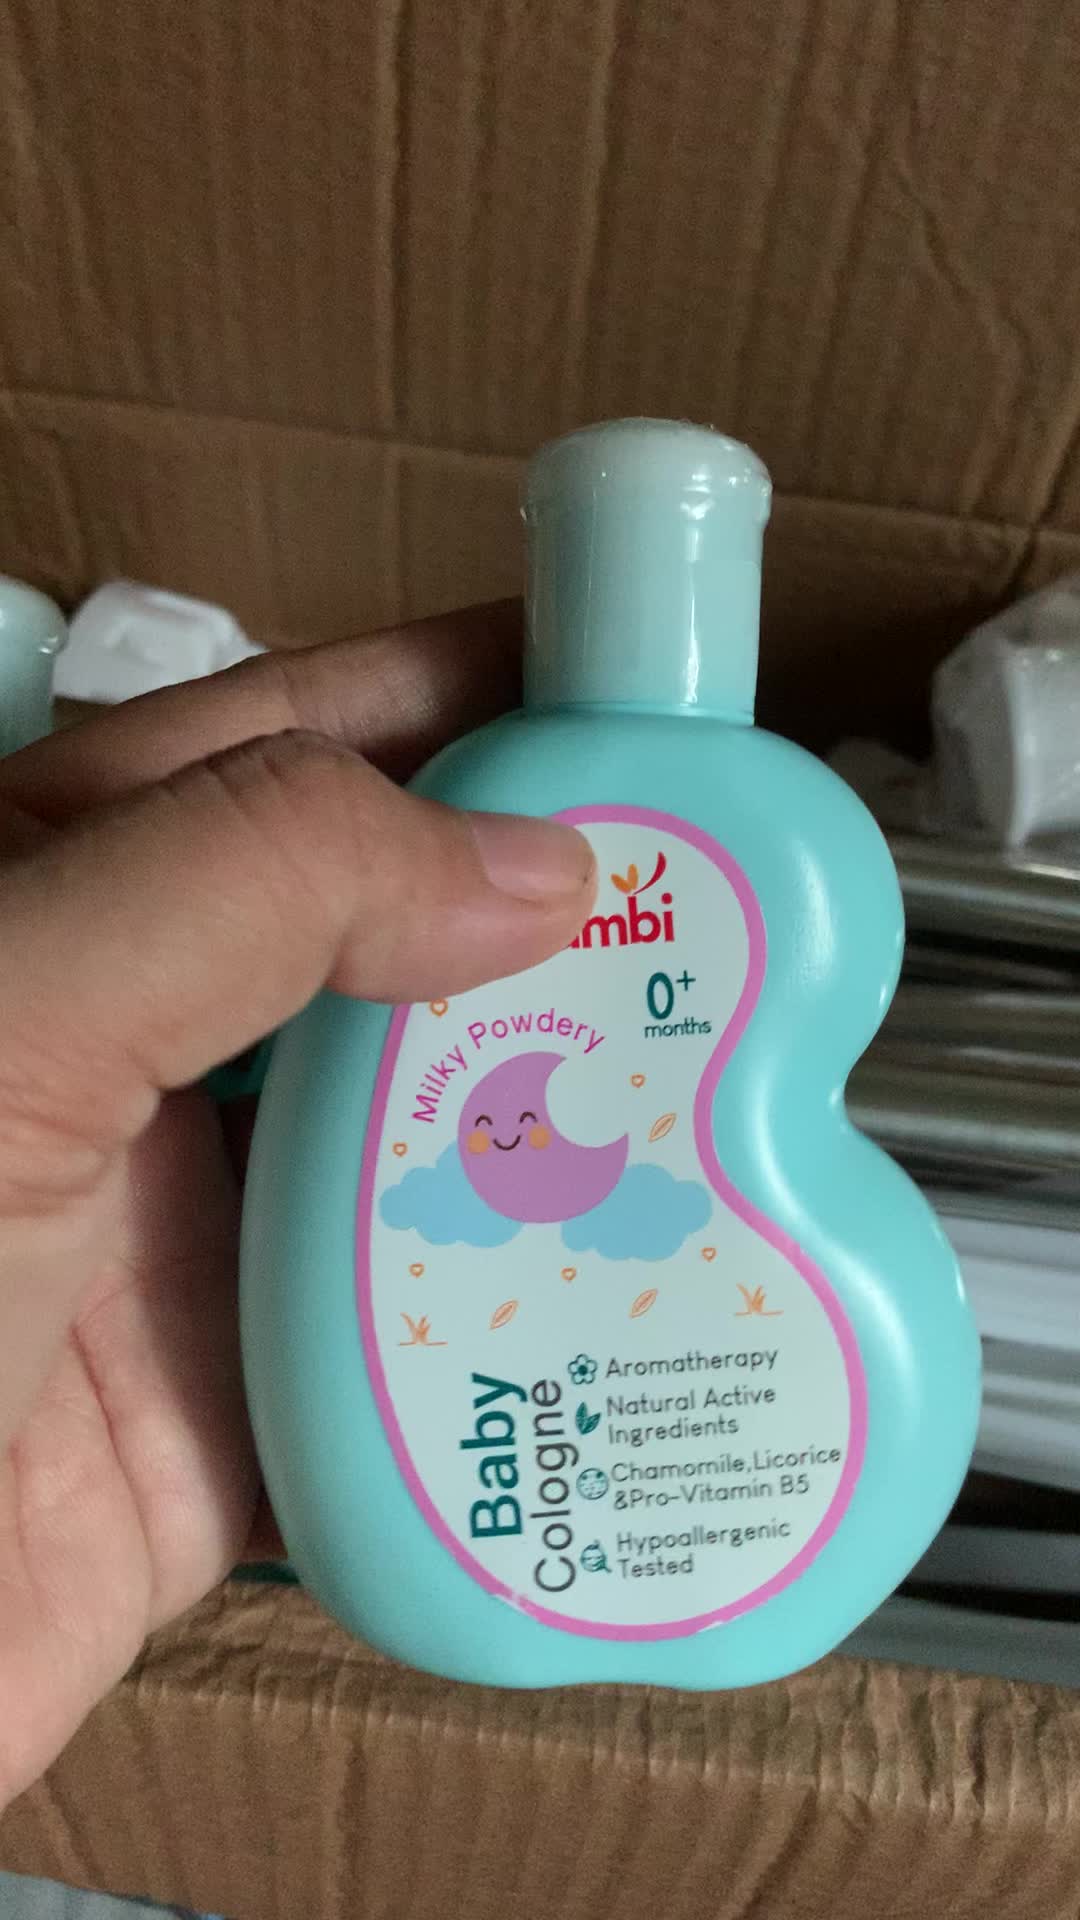 mbi
0+
months
Milky Powdery
Baby
Cologne
Aromatherapy
Natural Active
Ingredients
Chamomile,Licorice
&Pro-Vitamin B5
Hypoallergenic
Tested